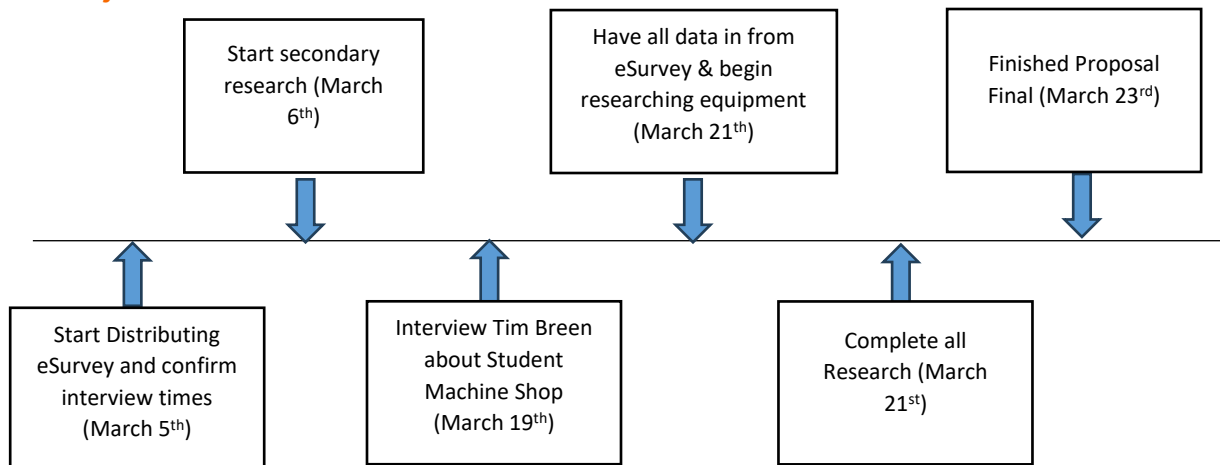 Start secondary
research (March
6th)
Have all data in from
eSurvey & begin
researching equipment
(March 21th)
Finished Proposal
Final (March 23rd)
Start Distributing
eSurvey and confirm
interview times
(March 5th)
Interview Tim Breen
about Student
Machine Shop
(March 19th)
Complete all
Research (March
21st)